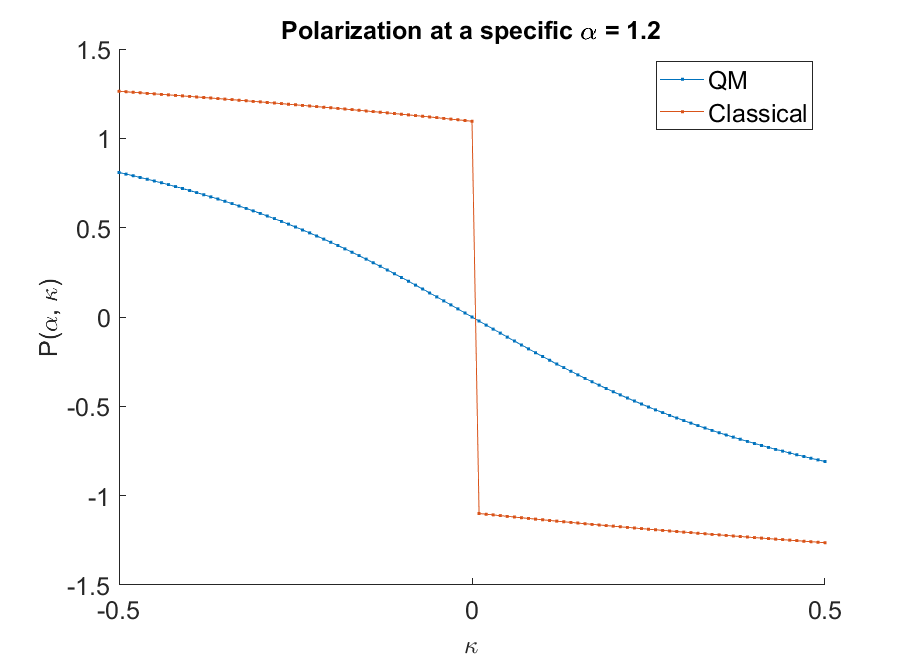 Polarization at a specific α = 1.2
QM
Classical
1.5
1
0.5
0
-0.5
-1
-1.5
P(α, κ)
-0.5
0
0.5
κ